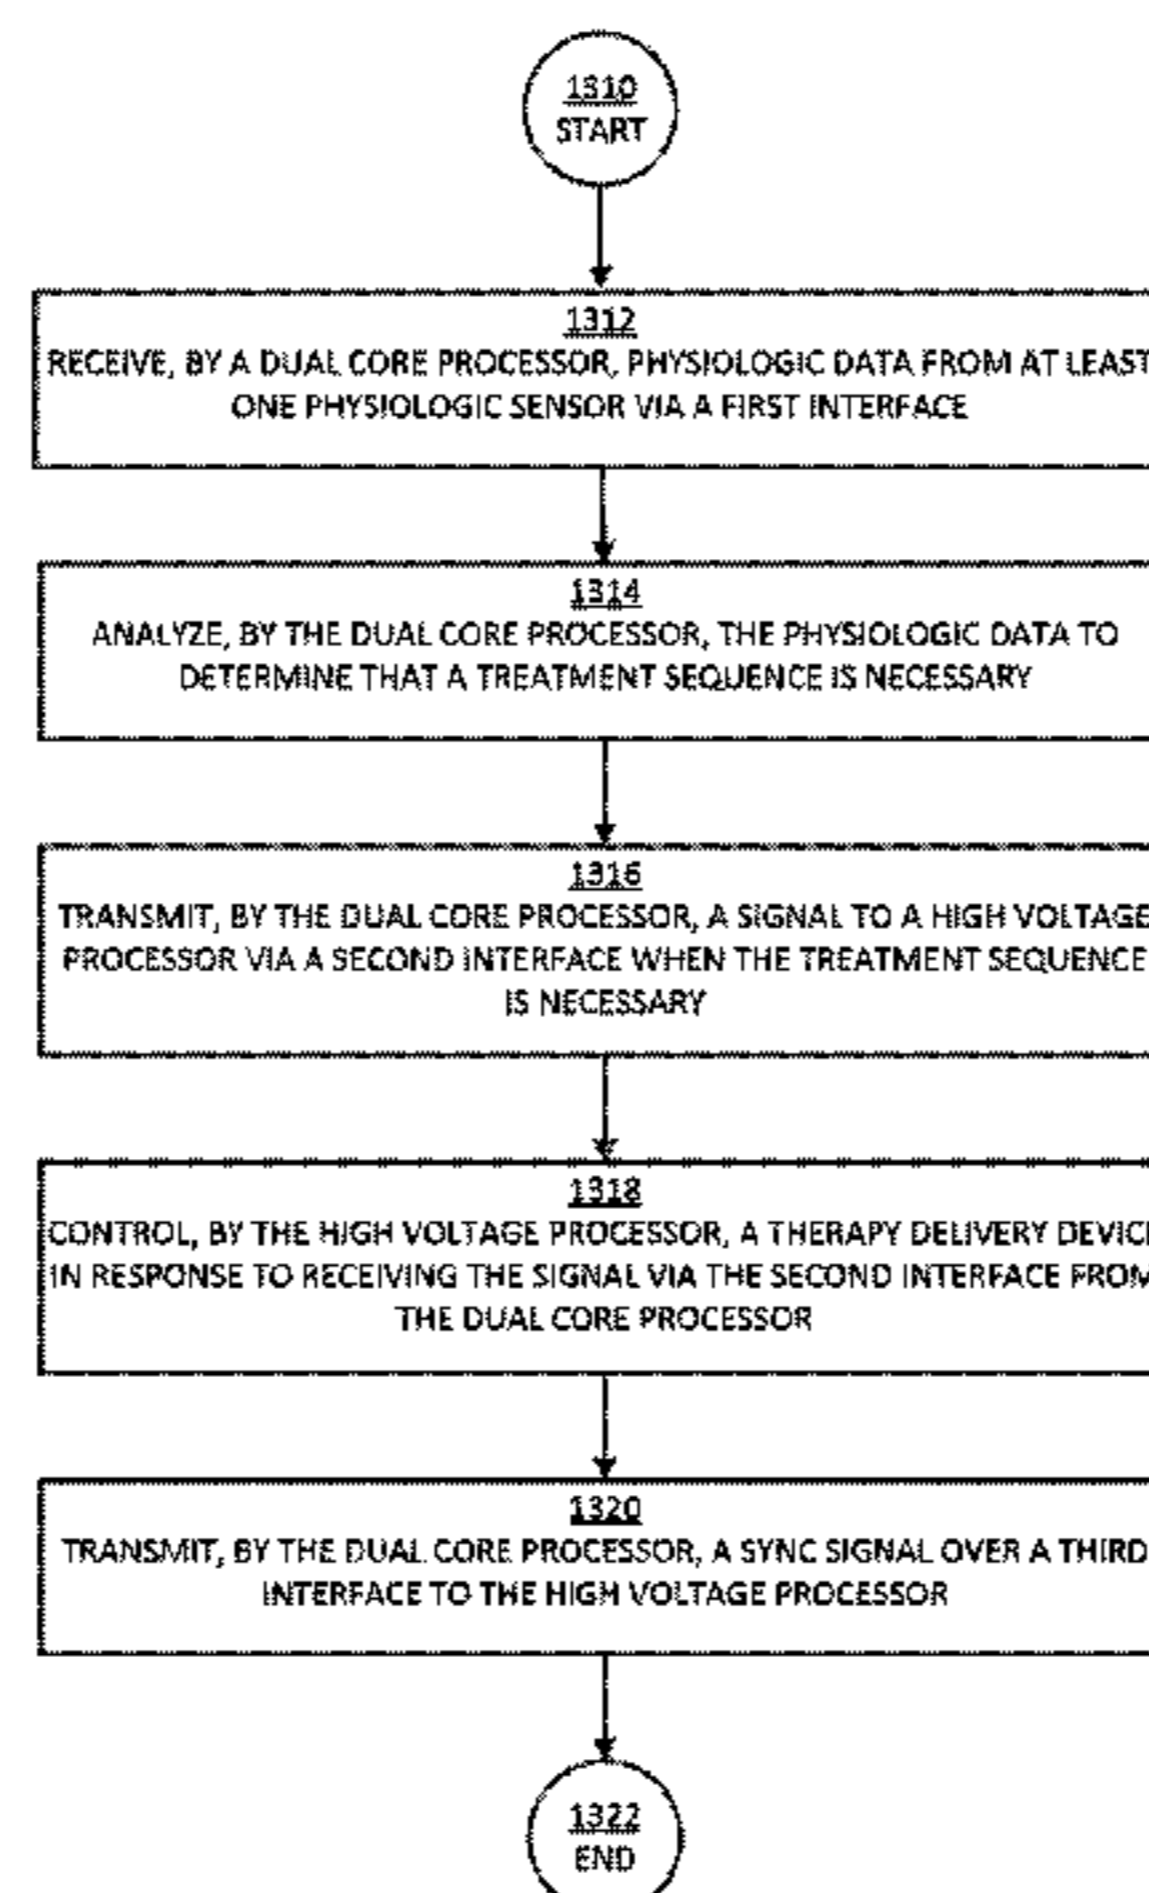 1310
START
1312
RECEIVE, BY A DUAL CORE PROCESSOR, PHYSIOLOGIC DATA FROM AT LEAST
ONE PHYSIOLOGIC SENSOR VIA A FIRST INTERFACE
1314
ANALYZE, BY THE DUAL CORE PROCESSOR, THE PHYSIOLOGIC DATA TO
DETERMINE THAT A TREATMENT SEQUENCE IS NECESSARY
1316
TRANSMIT, BY THE DUAL CORE PROCESSOR, A SIGNAL TO A HIGH VOLTAGE
PROCESSOR VIA A SECOND INTERFACE WHEN THE TREATMENT SEQUENCE
IS NECESSARY
1318
CONTROL, BY THE HIGH VOLTAGE PROCESSOR, A THERAPY DELIVERY DEVIC
IN RESPONSE TO RECEIVING THE SIGNAL VIA THE SECOND INTERFACE FROM
THE DUAL CORE PROCESSOR
1320
TRANSMIT, BY THE DUAL CORE PROCESSOR, A SYNC SIGNAL OVER A THIRD
INTERFACE TO THE HIGH VOLTAGE PROCESSOR
1322
END